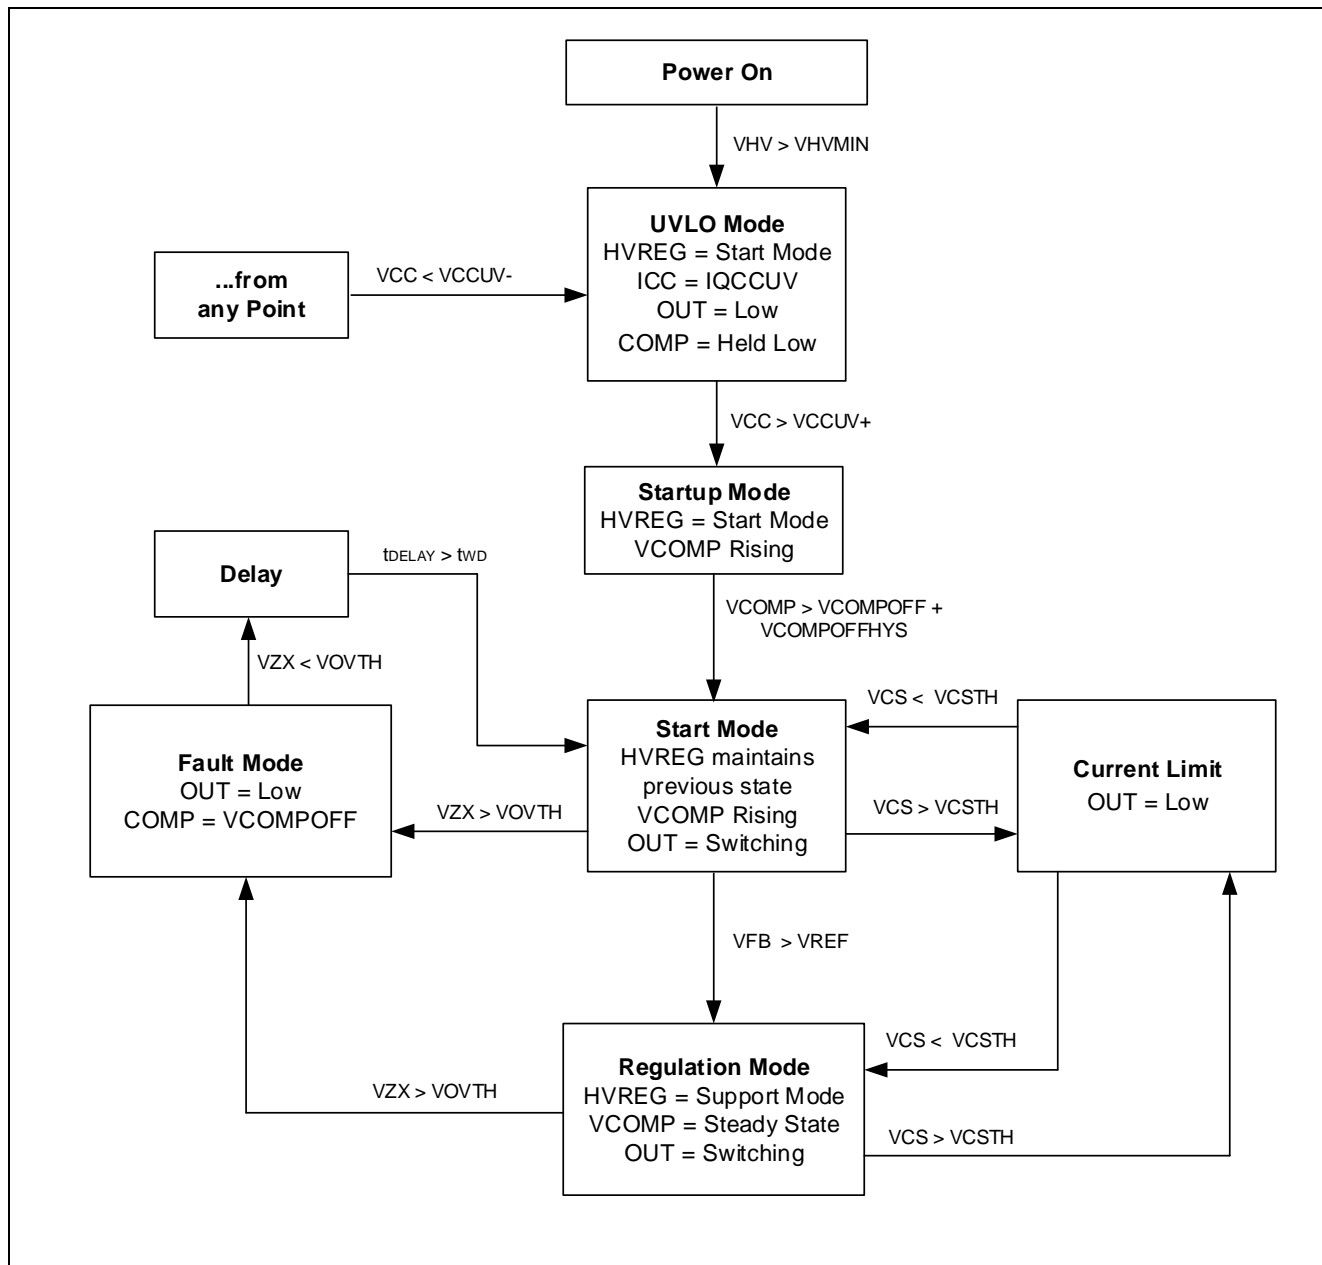 Power On
VHV > VHVMIN
UVLO Mode
HVREG = Start Mode
ICC = IQCCUV
OUT = Low
COMP = Held Low
...from
any Point
VCC < VCCUV-
VCC > VCCUV+
Startup Mode
HVREG = Start Mode
VCOMP Rising
Delay
tDELAY > tWD
VCOMP > VCOMPOFF +
VCOMPOFFHYS
VZX < VOVTH
Fault Mode
OUT = Low
COMP = VCOMPOFF
VZX > VOVTH
Start Mode
HVREG maintains
previous state
VCOMP Rising
OUT = Switching
VCS < VCSTH
VCS > VCSTH
Current Limit
OUT = Low
VFB > VREF
VZX > VOVTH
Regulation Mode
HVREG = Support Mode
VCOMP = Steady State
OUT = Switching
VCS < VCSTH
VCS > VCSTH